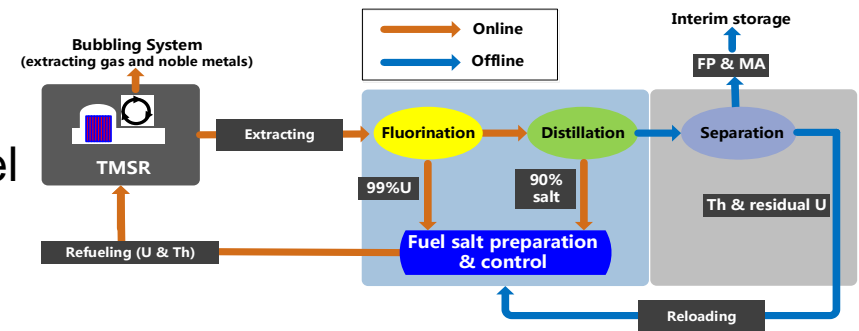 Bubbling System
(extracting gas and noble metals)
TMSR
el
Online
Offline
Interim storage
FP & MA
Extracting
Fluorination
Distillation
Separation
99%U
90%
salt
Th & residual U
Refueling (U & Th)
Fuel salt preparation
& control
Reloading